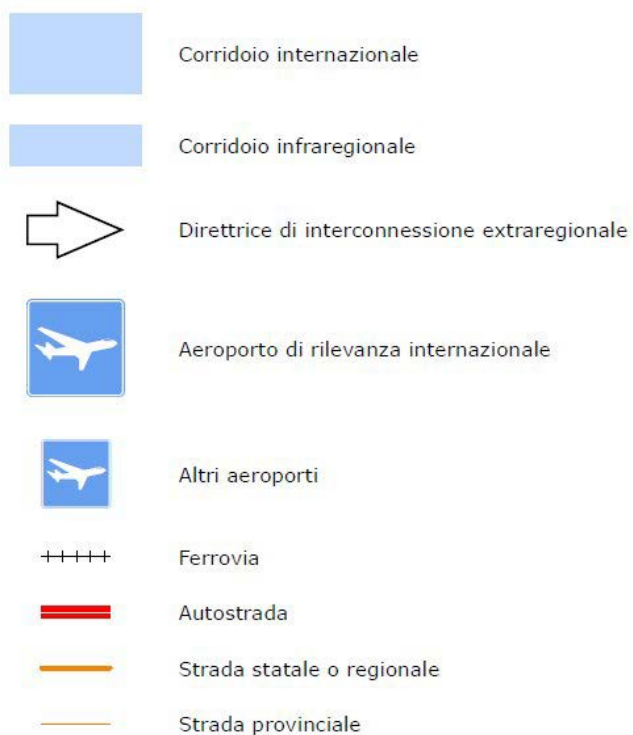 Corridoio internazionale
Corridoio infraregionale
Direttrice di interconnessione extraregionale
Aeroporto di rilevanza internazionale
Altri aeroporti
Ferrovia
Autostrada
Strada statale o regionale
Strada provinciale